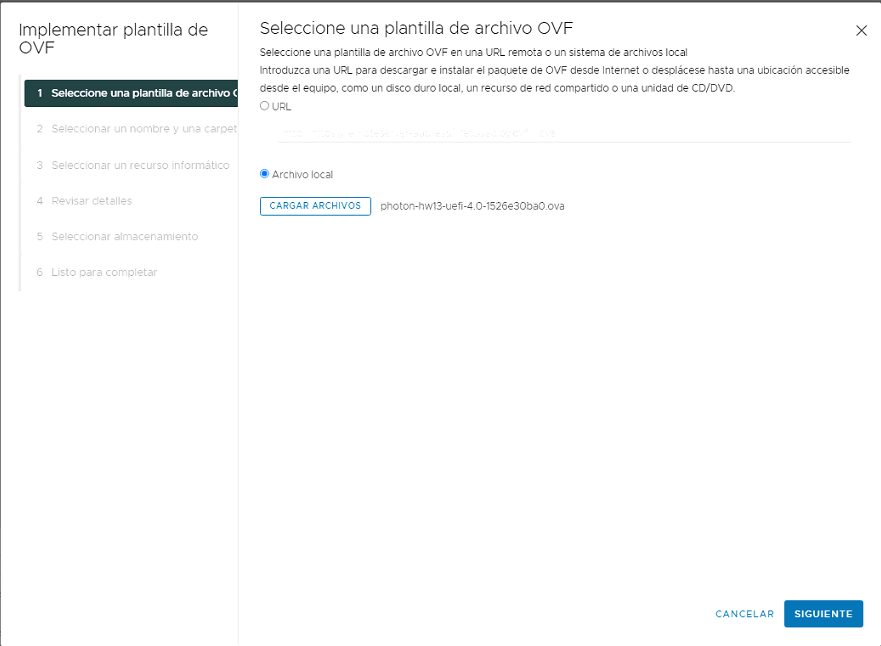 Implementar plantilla de
OVF
1 Seleccione una plantilla de archivo
2 Seleccionar un nombre y una carpet
3 Seleccionar un recurso informático
4 Revisar detalles
5 Seleccionar almacenamiento
6 Listo para completar
Seleccione una plantilla de archivo OVF
Seleccione una plantilla de archivo OVF en una URL remota o un sistema de archivos local
Introduzca una URL para descargar e instalar el paquete de OVF desde Internet o desplácese hasta una ubicación accesible
desde el equipo, como un disco duro local, un recurso de red compartido o una unidad de CD/DVD.
URL
Archivo local
CARGAR ARCHIVOS photon-hw13-uefi-4.0-1526e30ba0.ova
CANCELAR SIGUIENTE